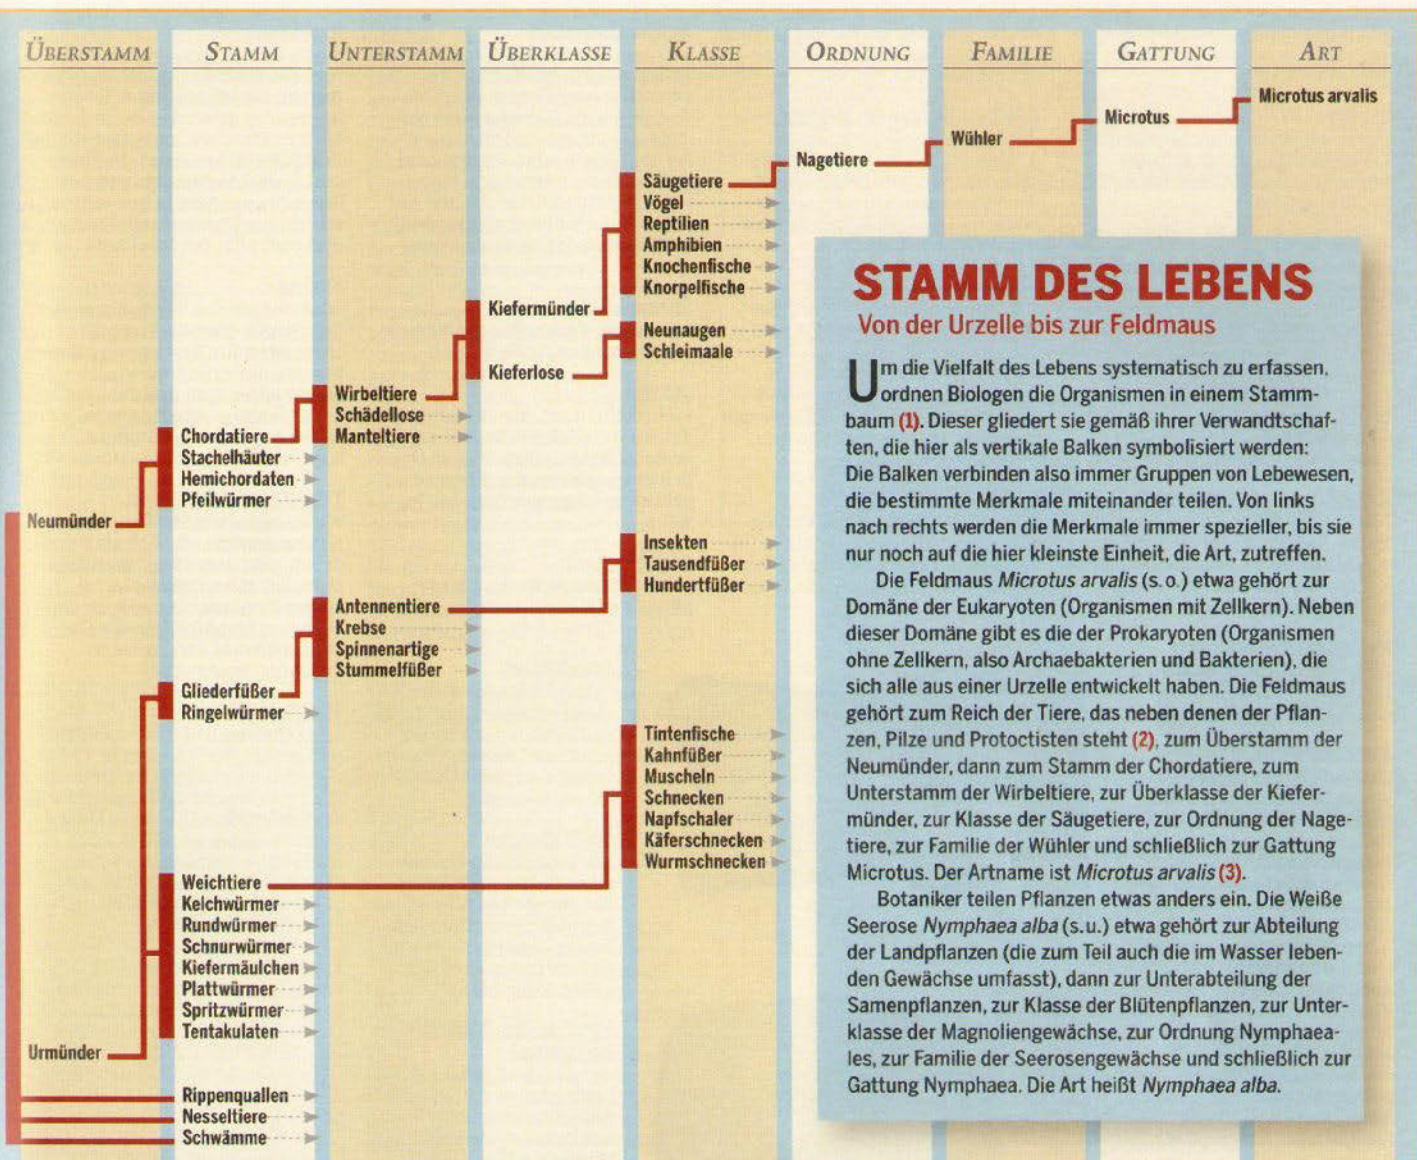 ÜBERSTAMM
STAMM
UNTERSTAMM
ÜBERKLASSE
KLASSE
ORDNUNG
FAMILIE
GATTUNG
ART
Microtus arvalis
Microtus
Wühler
Nagetiere
Säugetiere
Vögel
Reptilien
Amphibien
Knochenfische
Knorpelfische
Kiefermünder
Neunaugen
Schleimaale
Kieferlose
Wirbeltiere
Schädellose
Manteltiere
Chordatiere
Stachelhäuter
Hemichordaten
Pfeilwürmer
Neumünder
Insekten
Tausendfüßer
Hundertfüßer
Antennentiere
Krebse
Spinnenartige
Stummelfüßer
Gliederfüßer
Ringelwürmer
Tintenfische
Kahnfüßer
Muscheln
Schnecken
Napfschaler
Käferschnecken
Wurmschnecken
Weichtiere
Kelchwürmer
Rundwürmer
Schnurwürmer
Kiefermäulchen
Plattwürmer
Spritzwürmer
Tentakulaten
Urmünder
Rippenquallen
Nesseltiere
Schwämme
STAMM DES LEBENS
Von der Urzelle bis zur Feldmaus
Um die Vielfalt des Lebens systematisch zu erfassen,
ordnen Biologen die Organismen in einem Stamm-
baum (1). Dieser gliedert sie gemäß ihrer Verwandtschaf-
ten, die hier als vertikale Balken symbolisiert werden:
Die Balken verbinden also immer Gruppen von Lebewesen,
die bestimmte Merkmale miteinander teilen. Von links
nach rechts werden die Merkmale immer spezieller, bis sie
nur noch auf die hier kleinste Einheit, die Art, zutreffen.
Die Feldmaus Microtus arvalis (s. o.) etwa gehört zur
Domäne der Eukaryoten (Organismen mit Zellkern). Neben
dieser Domäne gibt es die der Prokaryoten (Organismen
ohne Zellkern, also Archaebakterien und Bakterien), die
sich alle aus einer Urzelle entwickelt haben. Die Feldmaus
gehört zum Reich der Tiere, das neben denen der Pflan-
zen, Pilze und Protoctisten steht (2), zum Überstamm der
Neumünder, dann zum Stamm der Chordatiere, zum
Unterstamm der Wirbeltiere, zur Überklasse der Kiefer-
münder, zur Klasse der Säugetiere, zur Ordnung der Nage-
tiere, zur Familie der Wühler und schließlich zur Gattung
Microtus. Der Artname ist Microtus arvalis (3).
Botaniker teilen Pflanzen etwas anders ein. Die Weiße
Seerose Nymphaea alba (s.u.) etwa gehört zur Abteilung
der Landpflanzen (die zum Teil auch die im Wasser leben-
den Gewächse umfasst), dann zur Unterabteilung der
Samenpflanzen, zur Klasse der Blütenpflanzen, zur Unter-
klasse der Magnoliengewächse, zur Ordnung Nymphaea-
les, zur Familie der Seerosengewächse und schließlich zur
Gattung Nymphaea. Die Art heißt Nymphaea alba.